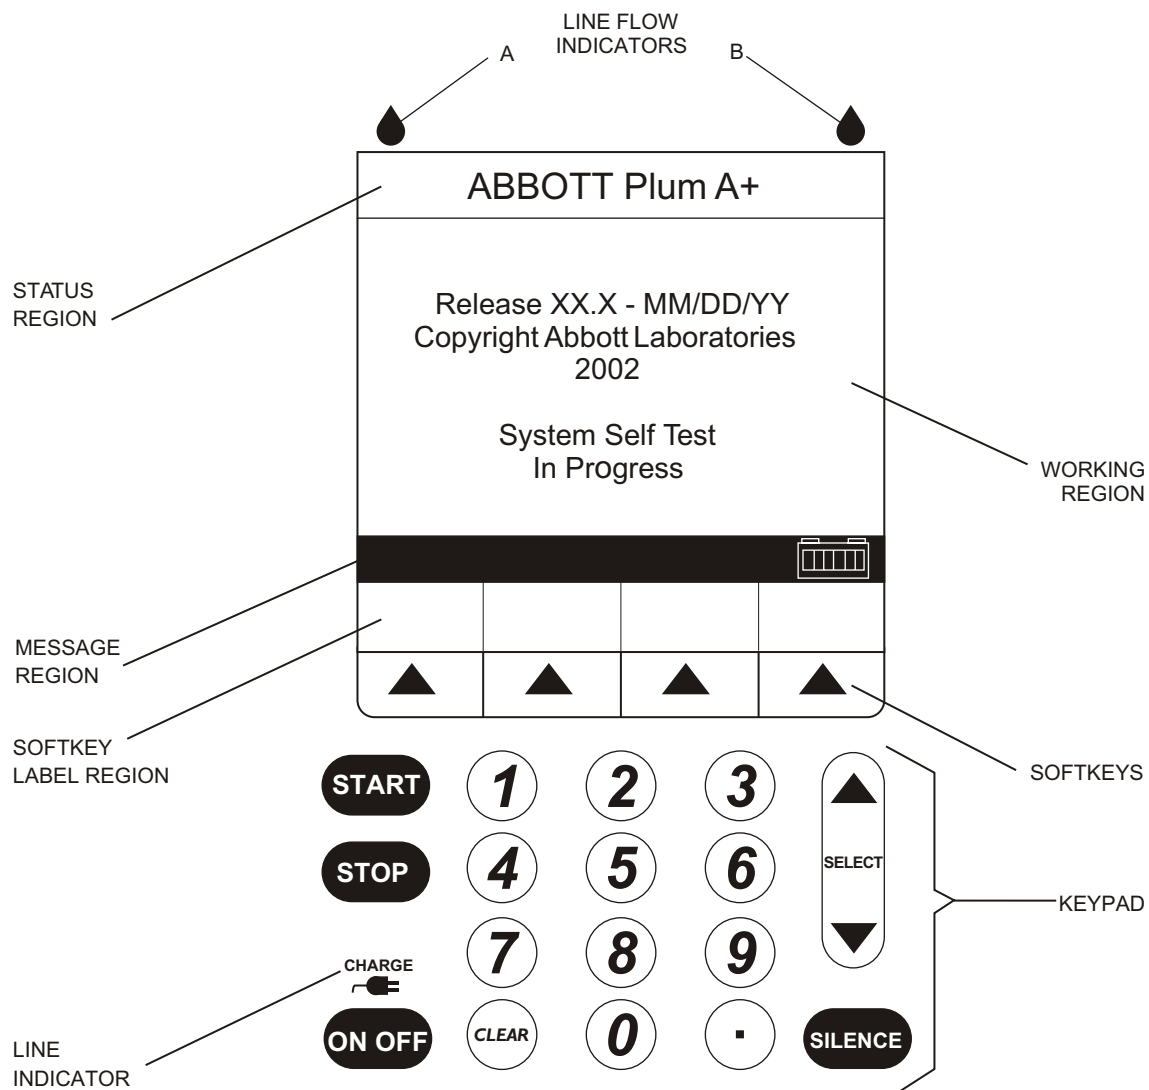 LINE FLOW
INDICATORS
A
B
ABBOTT Plum A+
STATUS
REGION
Release XX.X - MM/DD/YY
Copyright Abbott Laboratories
2002
System Self Test
In Progress
WORKING
REGION
MESSAGE
REGION
SOFTKEY
LABEL REGION
SOFTKEYS
START
1
2
3
STOP
4
5
6
SELECT
KEYPAD
7
8
9
CHARGE
ON OFF
CLEAR
0
.
SILENCE
LINE
INDICATOR